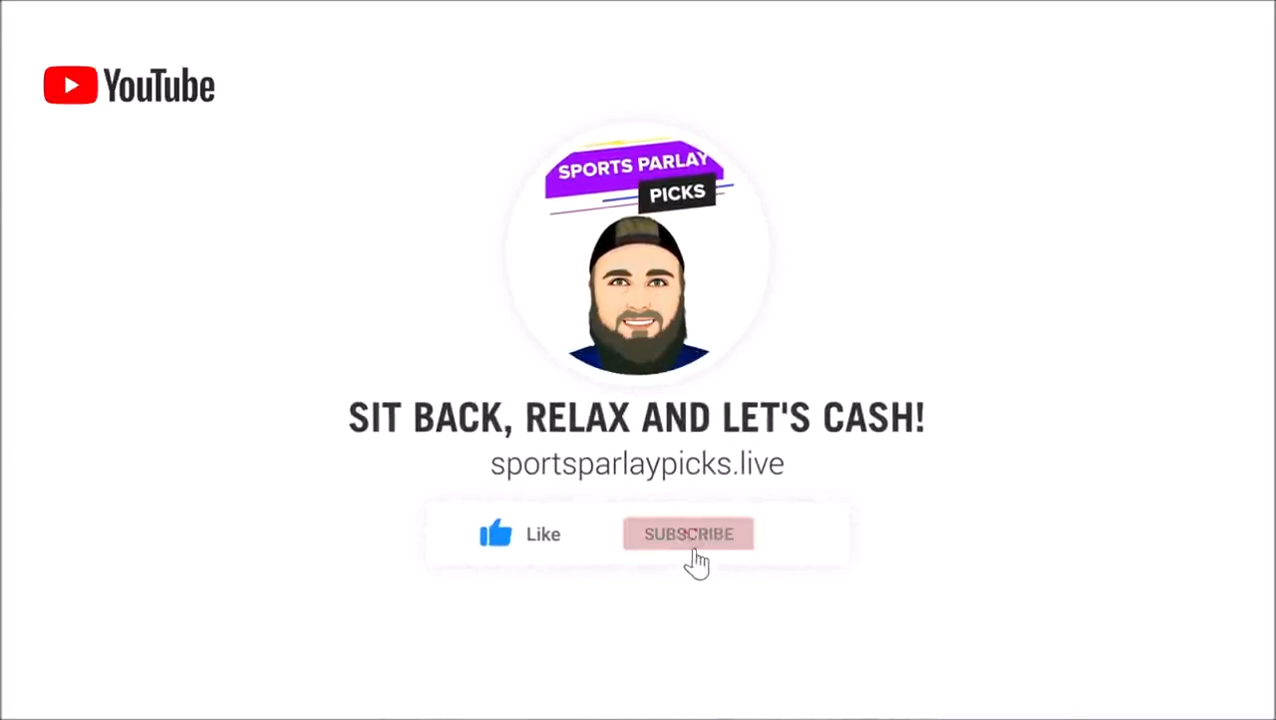 YouTube
SPORTS PARLAY
PICKS
SIT BACK, RELAX AND LET'S CASH!
sportsparlaypicks.live
Like
SUBSCRIBE